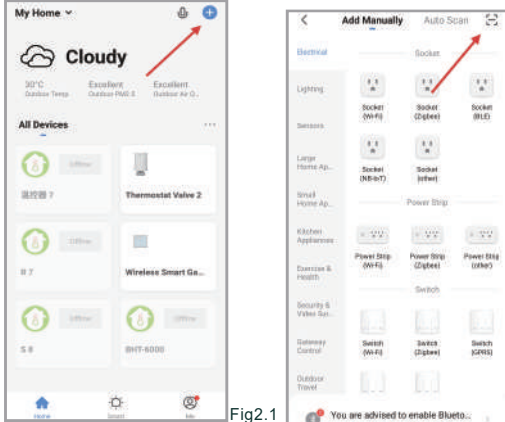 My Home
Cloudy
30°C Excellent Excellent
Outdoor Temp Outdoor PM2.5 Outdoor Air Q...
All Devices
Offline
温控器 7
Thermostat Valve 2
Offline
R 7
Wireless Smart Ga...
Offline
S 8
Offline
BHT-6000
Home
Smart
Me
Fig2.1
Add Manually Auto Scan
Electrical
Lighting
Sensors
Large
Home Ap...
Small
Home Ap...
Kitchen
Appliances
Exercise &
Health
Security &
Video Sur...
Gateway
Control
Outdoor
Travel
Socket
Socket
(Wi-Fi)
Socket
(Zigbee)
Socket
(BLE)
Socket
(NB-IoT)
Socket
(other)
Power Strip
Power Strip
(Wi-Fi)
Power Strip
(Zigbee)
Power Strip
(other)
Switch
Switch
(Wi-Fi)
Switch
(Zigbee)
Switch
(GPRS)
You are advised to enable Blueto...